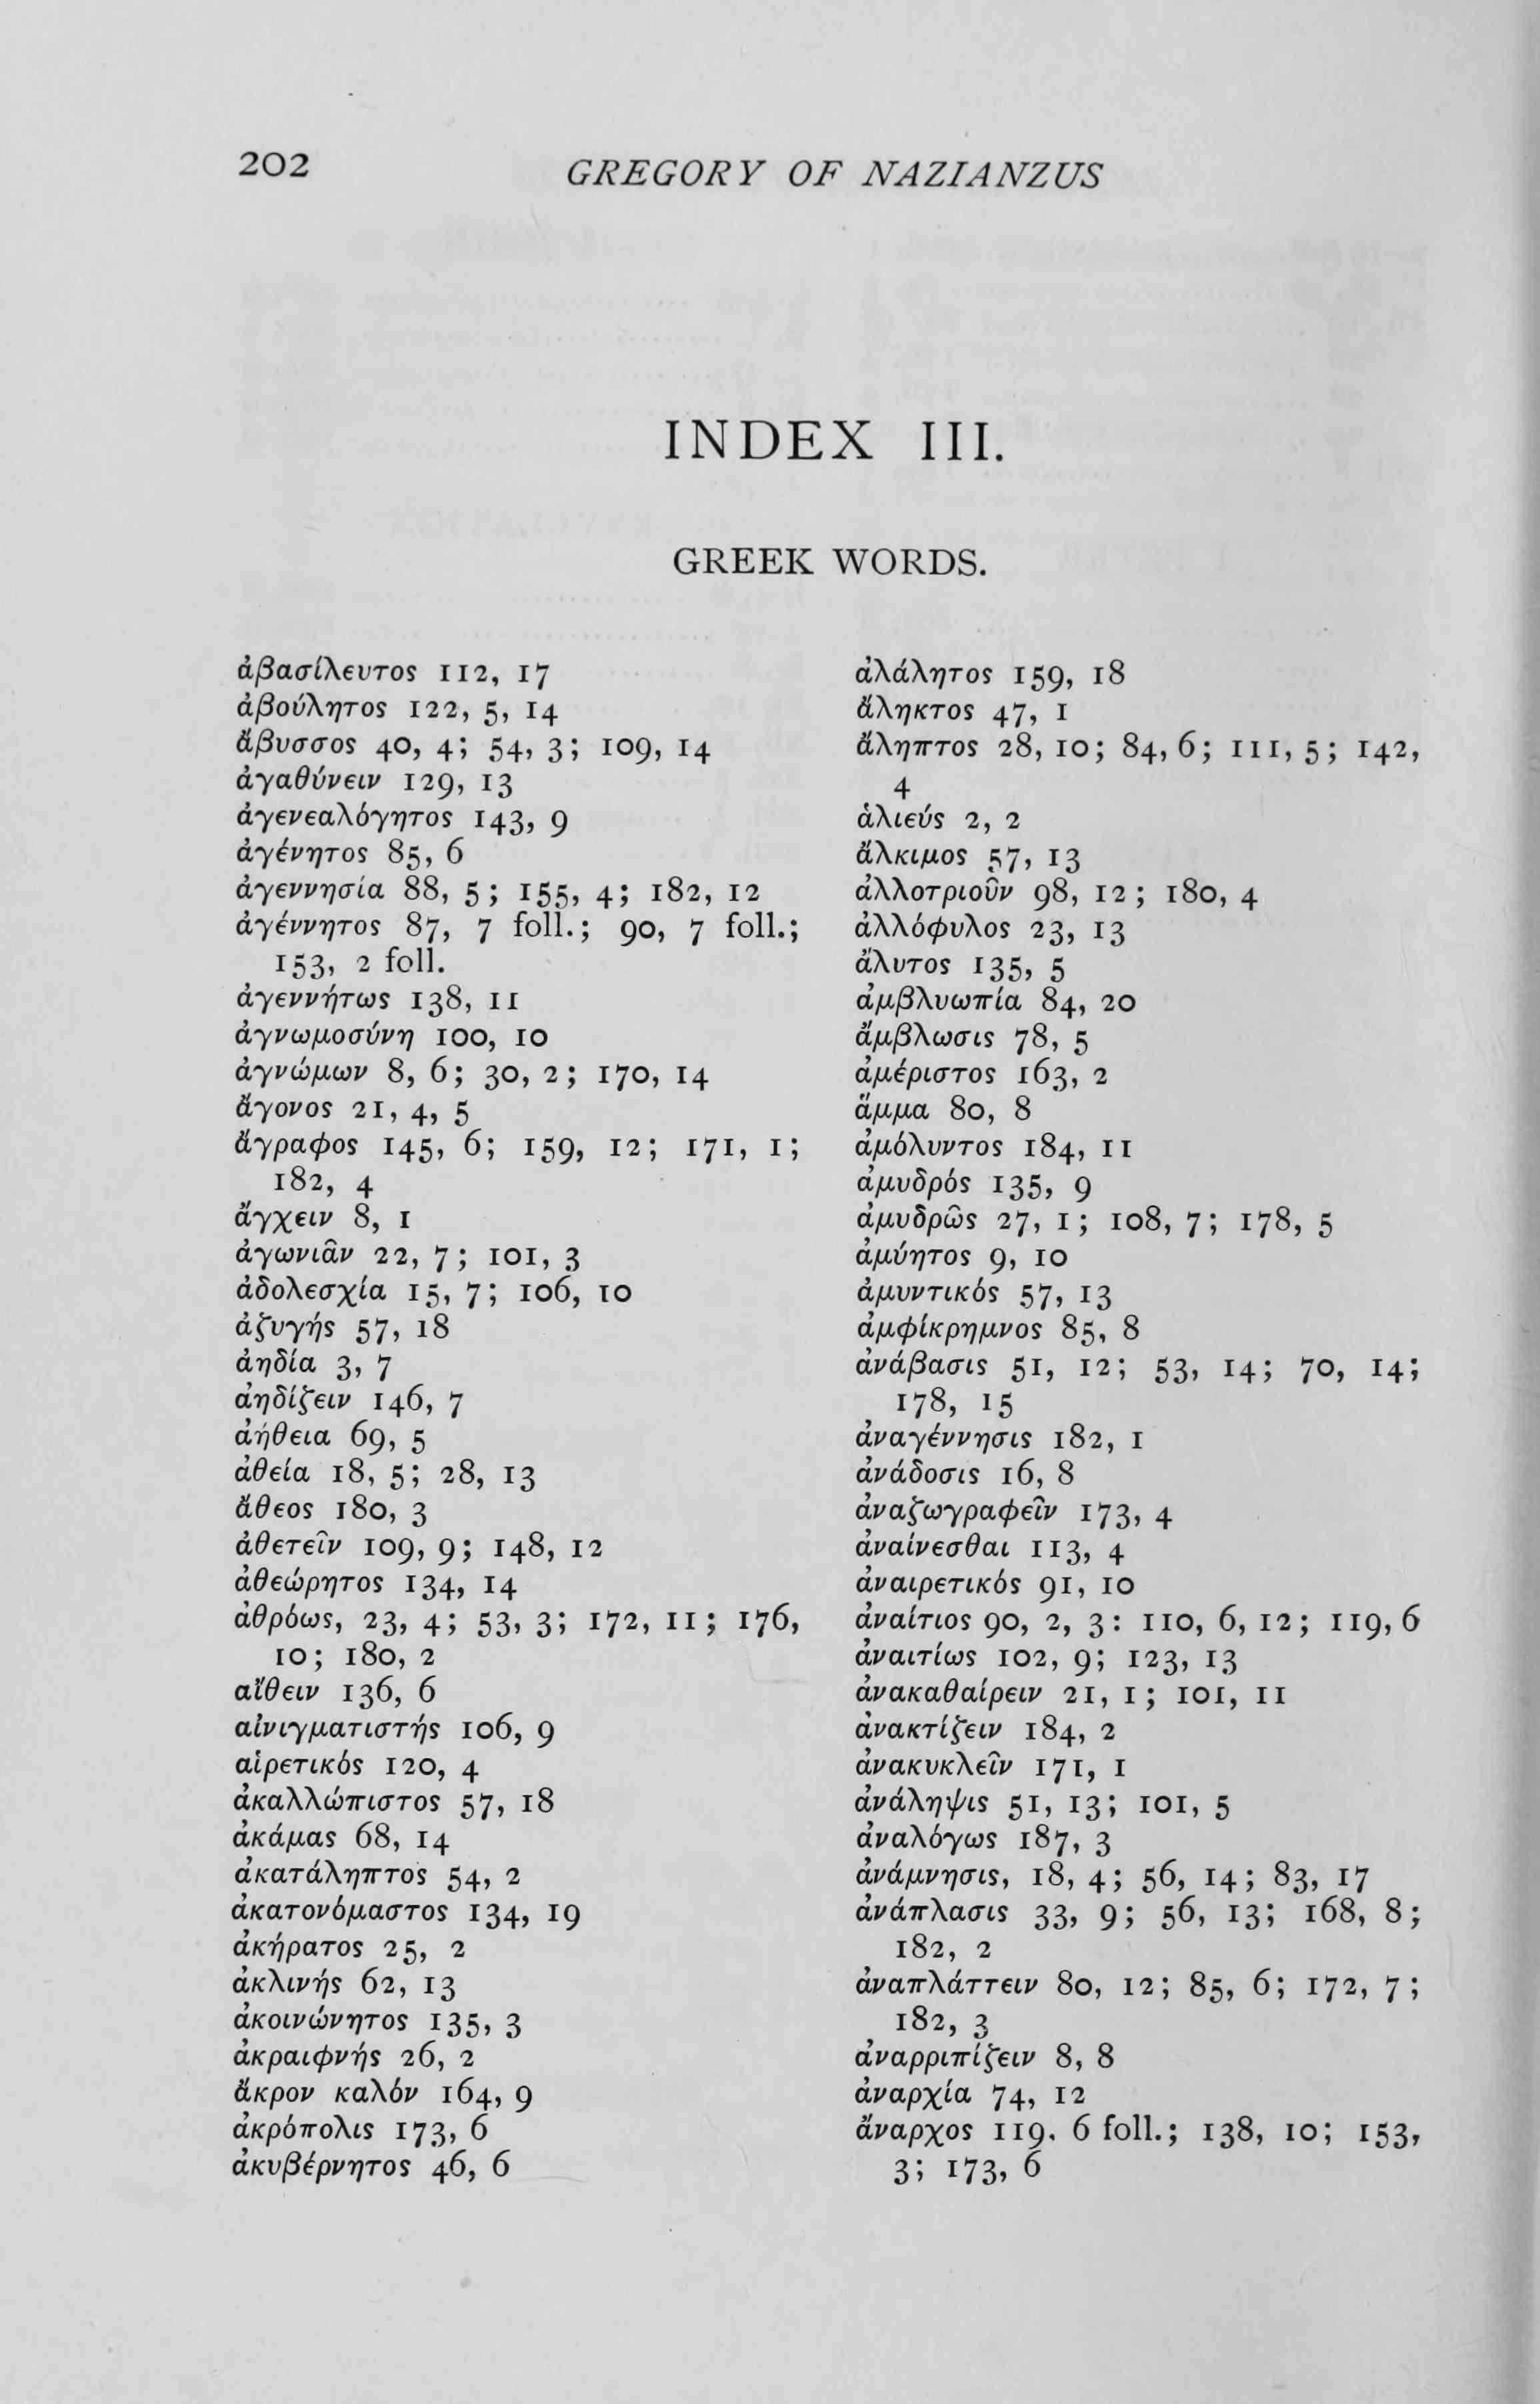 202
GREGORY OF NAZIANZUS
INDEX III.
GREEK WORDS.
ἀβασίλευτος 112, 17
ἀβούλητος 122, 5, 14
ἄβυσσος 40, 4; 54, 3; 109, 14
ἀγαθύνειν 129, 13
ἀγενεαλόγητος 143, 9
ἀγένητος 85, 6
ἀγεννησία 88, 5; 155, 4; 182, 12
ἀγέννητος 87, 7 foll.; 90, 7 foll.;
153, 2 foll.
ἀγεννήτως 138, 11
ἀγνωμοσύνη 100, 10
ἀγνώμων 8, 6; 30, 2; 170, 14
ἄγονος 21, 4, 5
ἄγραφος 145, 6; 159, 12; 171, 1;
182, 4
ἄγχειν 8, 1
ἀγωνιᾶν 22, 7; 101, 3
ἀδολεσχία 15, 7; 106, 10
ἀζυγής 57, 18
ἀηδία 3, 7
ἀηδίζειν 146, 7
ἀήθεια 69, 5
ἀθεία 18, 5; 28, 13
ἄθεος 180, 3
ἀθετεῖν 109, 9; 148, 12
ἀθεώρητος 134, 14
ἀθρόως, 23, 4; 53, 3; 172, 11; 176,
10; 180, 2
αἴθειν 136, 6
αἰνιγματιστής 106, 9
αἱρετικός 120, 4
ἀκαλλώπιστος 57, 18
ἀκάμας 68, 14
ἀκατάληπτος 54, 2
ἀκατονόμαστος 134, 19
ἀκήρατος 25, 2
ἀκλινής 62, 13
ἀκοινώνητος 135, 3
ἀκραιφνής 26, 2
ἄκρον καλόν 164, 9
ἀκρόπολις 173, 6
ἀκυβέρνητος 46, 6
ἀλάλητος 159, 18
ἄληκτος 47, 1
ἄληπτος 28, 10; 84, 6; 111, 5; 142,
4
ἁλιεύς 2, 2
ἄλκιμος 57, 13
ἀλλοτριοῦν 98, 12; 180, 4
ἀλλόφυλος 23, 13
ἄλυτος 135, 5
ἀμβλυωπία 84, 20
ἄμβλωσις 78, 5
ἀμέριστος 163, 2
ἅμμα 80, 8
ἀμόλυντος 184, 11
ἀμυδρός 135, 9
ἀμυδρῶς 27, 1; 108, 7; 178, 5
ἀμύητος 9, 10
ἀμυντικός 57, 13
ἀμφίκρημνος 85, 8
ἀνάβασις 51, 12; 53, 14; 70, 14;
178, 15
ἀναγέννησις 182, 1
ἀνάδοσις 16, 8
ἀναζωγραφεῖν 173, 4
ἀναίνεσθαι 113, 4
ἀναιρετικός 91, 10
ἀναίτιος 90, 2, 3: 110, 6, 12; 119, 6
ἀναιτίως 102, 9; 123, 13
ἀνακαθαίρειν 21, 1; 101, 11
ἀνακτίζειν 184, 2
ἀνακυκλεῖν 171, 1
ἀνάληψις 51, 13; 101, 5
ἀναλόγως 187, 3
ἀνάμνησις, 18, 4; 56, 14; 83, 17
ἀνάπλασις 33, 9; 56, 13; 168, 8;
182, 2
ἀναπλάττειν 80, 12; 85, 6; 172, 7;
182, 3
ἀναρριπίζειν 8, 8
ἀναρχία 74, 12
ἄναρχος 119. 6 foll.; 138, 10; 153,
3; 173, 6